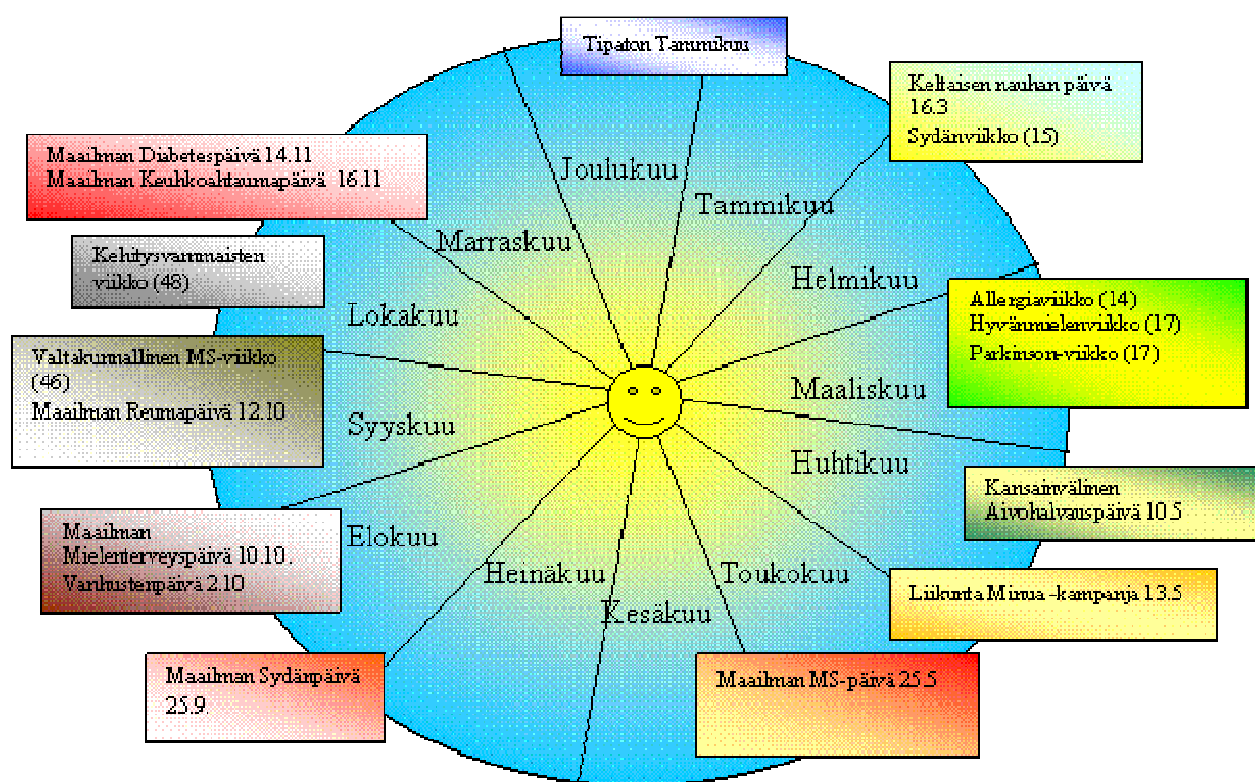 Tipaton Tammikuu
Keltaisen nauhan päivä
16.3
Sydänviikko (15)
Maailman Diabetespäivä 14.11
Maailman Keuhkoahtaumapäivä 16.11
Joulukuu
Tammikuu
Marraskuu
Kehitysvammaisten
viikko (48)
Helmikuu
Allergiaviikko (14)
Hyvänmielenviikko (17)
Parkinson-viikko (17)
Lokakuu
Valtakunnallinen MS-viikko
(46)
Maailman Reumapäivä 12.10
Maaliskuu
Syyskuu
Huhtikuu
Kansainvälinen
Aivohalvauspäivä 10.5
Maailman
Mielenterveyspäivä 10.10.
Vanhustenpäivä 2.10
Elokuu
Heinäkuu
Toukokuu
Liikunta Minua -kampanja 13.5
Kesäkuu
Maailman Sydänpäivä
25.9.
Maailman MS-päivä 25.5